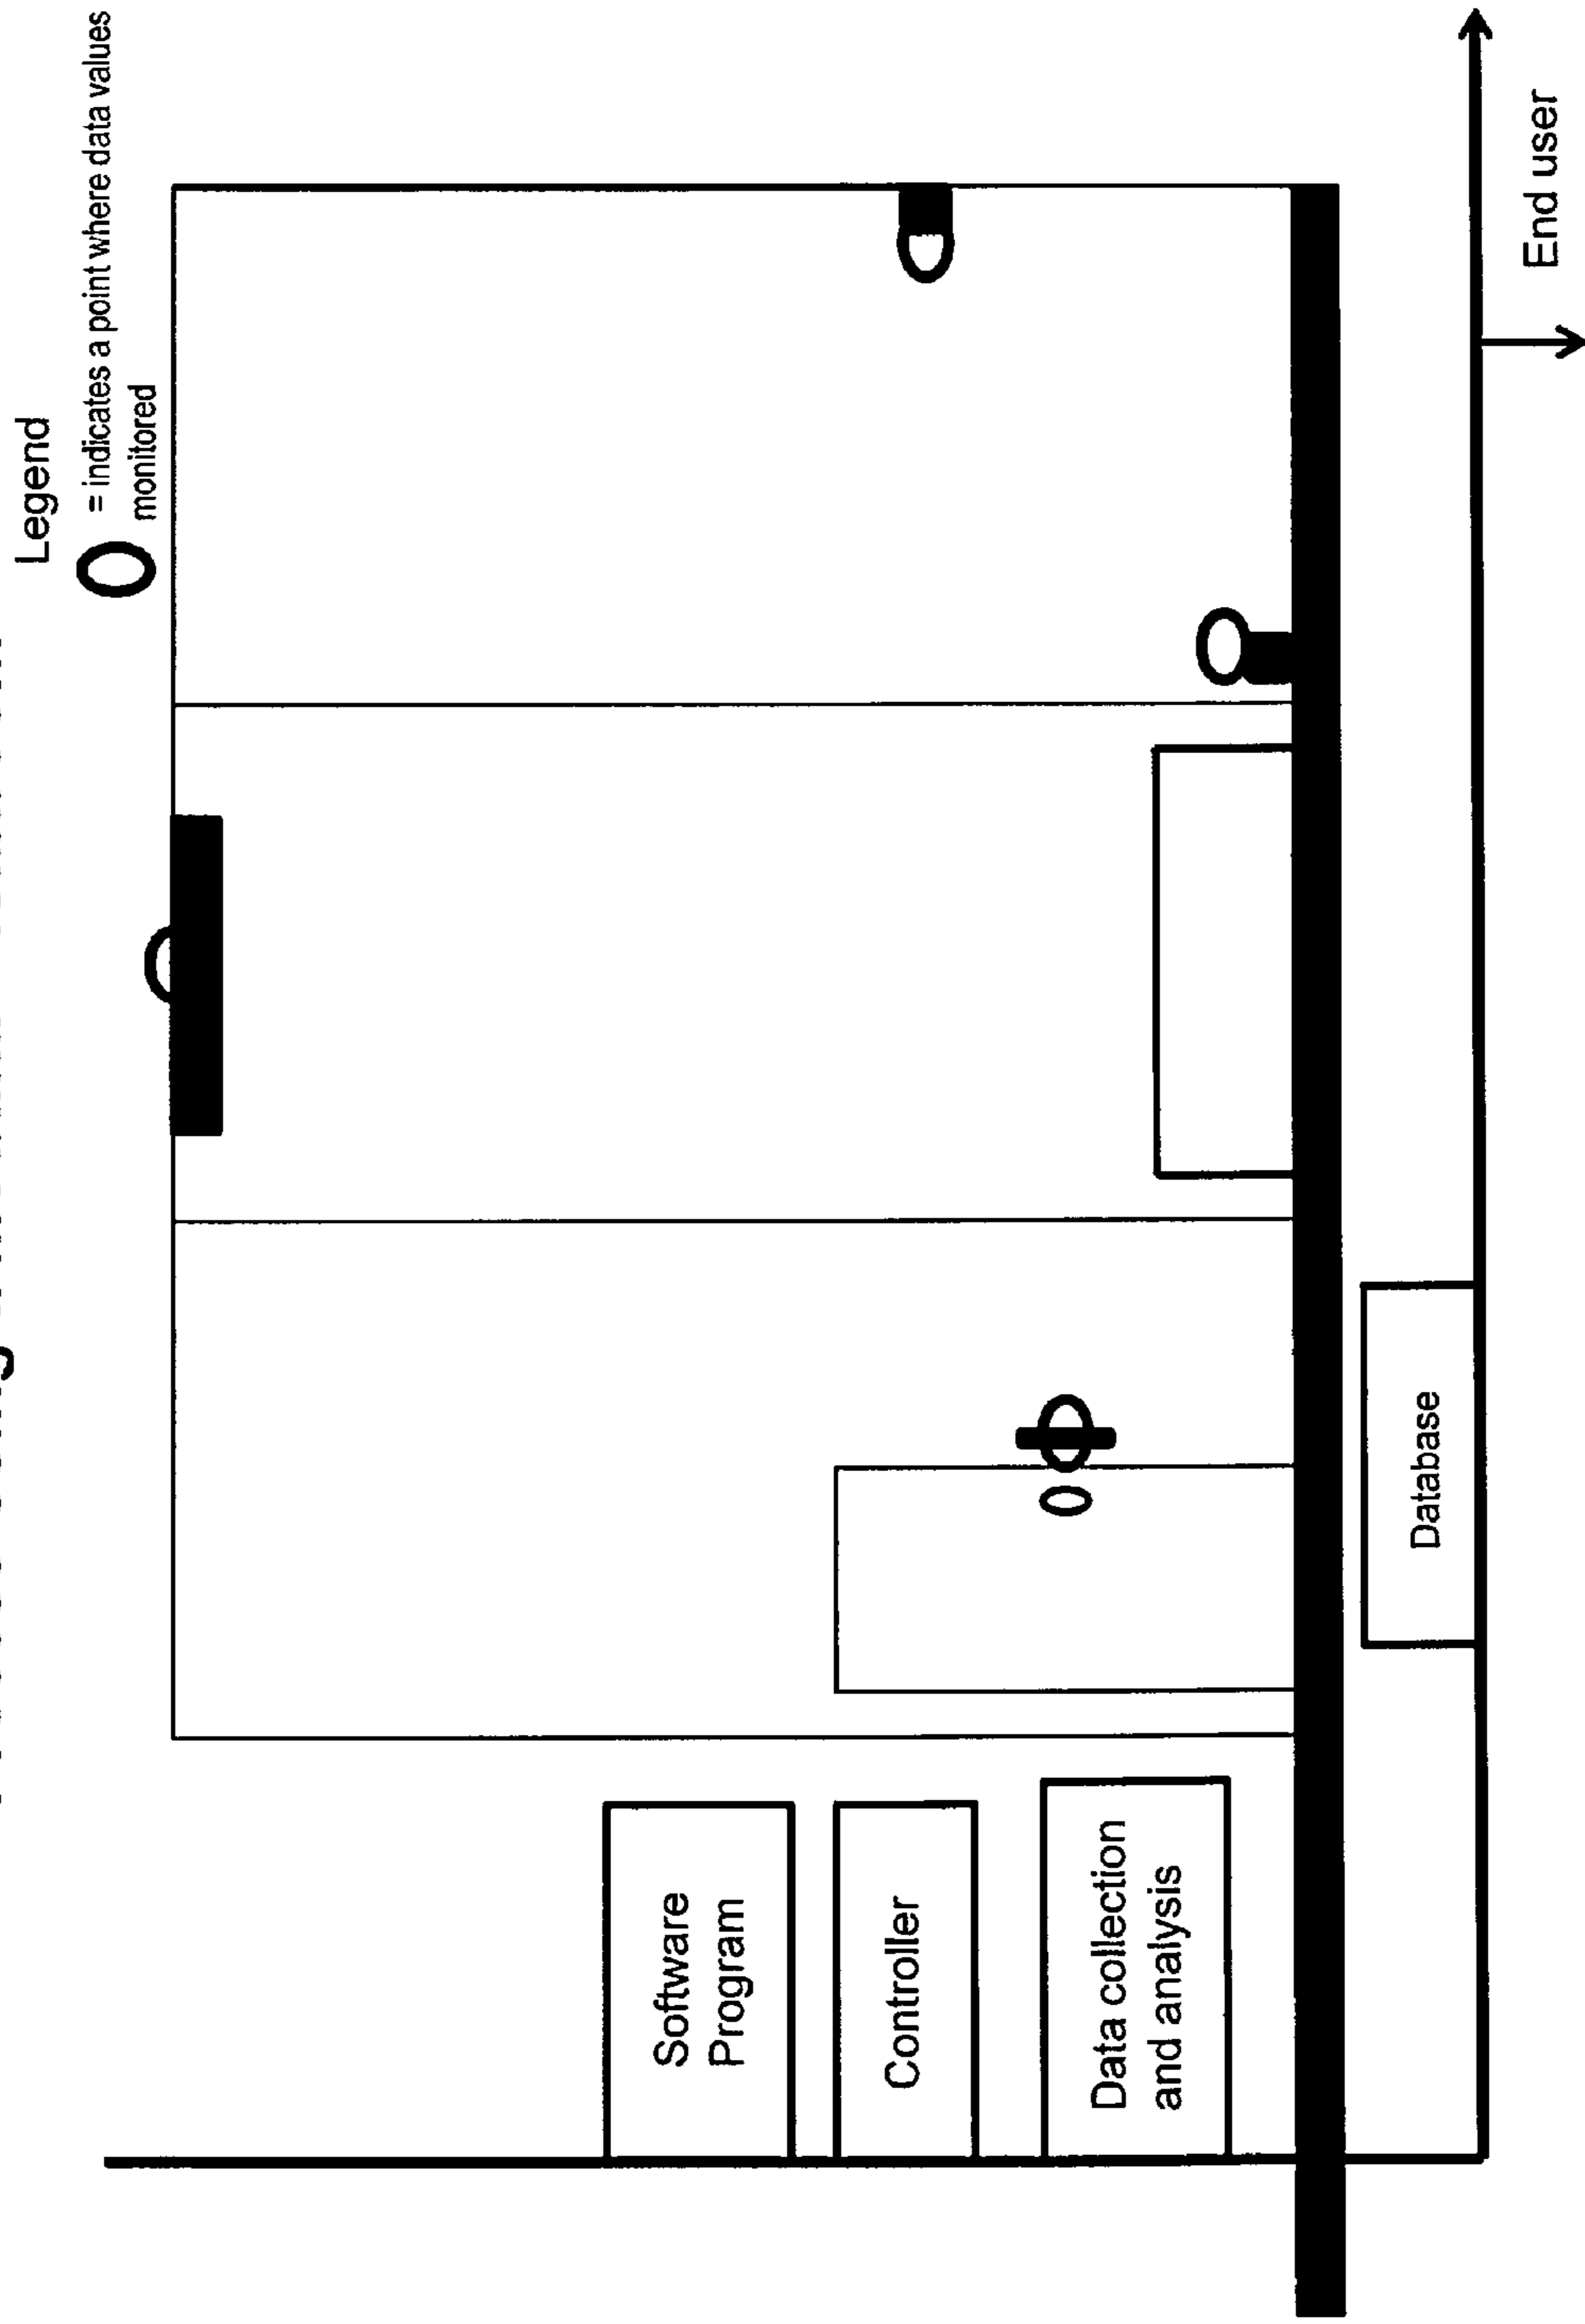 Legend
= indicates a point where data values
monitored
Software
Program
Controller
Data collection
and analysis
Database
End user